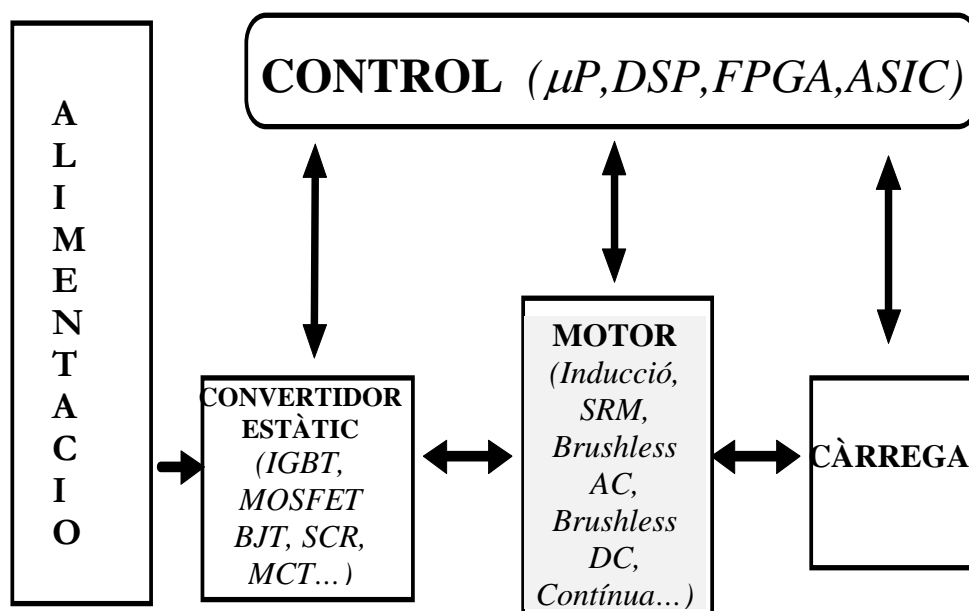 ALIMENTACIO
CONTROL (µP,DSP,FPGA,ASIC)
CONVERTIDOR
ESTÀTIC
(IGBT,
MOSFET
BJT, SCR,
MCT…)
MOTOR
(Inducció,
SRM,
Brushless
AC,
Brushless
DC,
Contínua…)
CÀRREGA